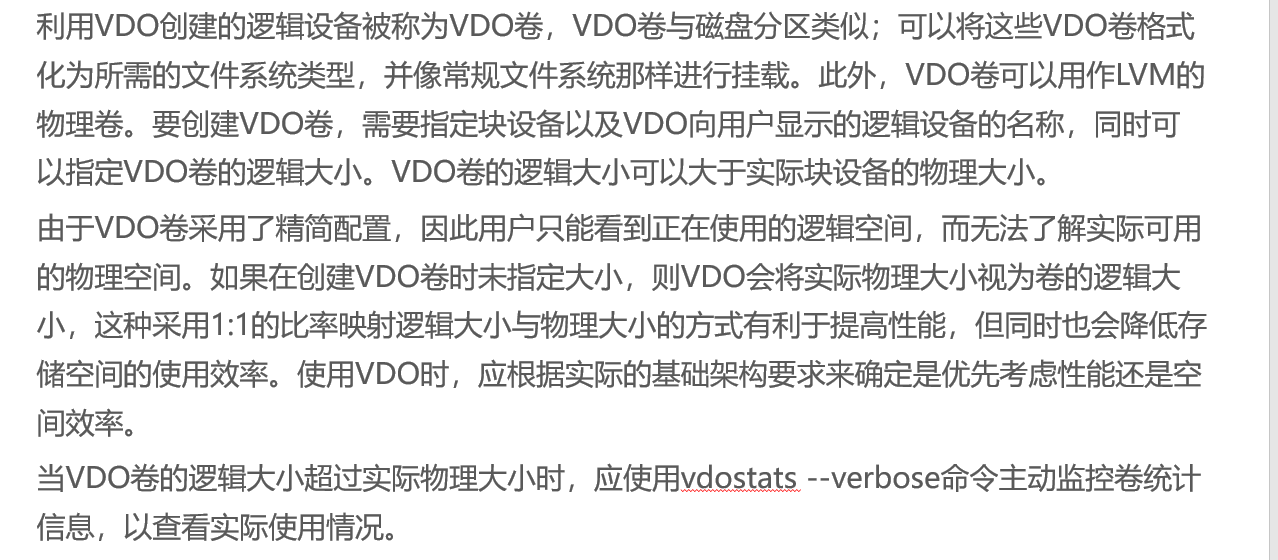 利用VDO创建的逻辑设备被称为VDO卷，VDO卷与磁盘分区类似；可以将这些VDO卷格式
化为所需的文件系统类型，并像常规文件系统那样进行挂载。此外，VDO卷可以用作LVM的
物理卷。要创建VDO卷，需要指定块设备以及VDO向用户显示的逻辑设备的名称，同时可
以指定VDO卷的逻辑大小。VDO卷的逻辑大小可以大于实际块设备的物理大小。
由于VDO卷采用了精简配置，因此用户只能看到正在使用的逻辑空间，而无法了解实际可用
的物理空间。如果在创建VDO卷时未指定大小，则VDO会将实际物理大小视为卷的逻辑大
小，这种采用1:1的比率映射逻辑大小与物理大小的方式有利于提高性能，但同时也会降低存
储空间的使用效率。使用VDO时，应根据实际的基础架构要求来确定是优先考虑性能还是空
间效率。
当VDO卷的逻辑大小超过实际物理大小时，应使用vdostats --verbose命令主动监控卷统计
信息，以查看实际使用情况。